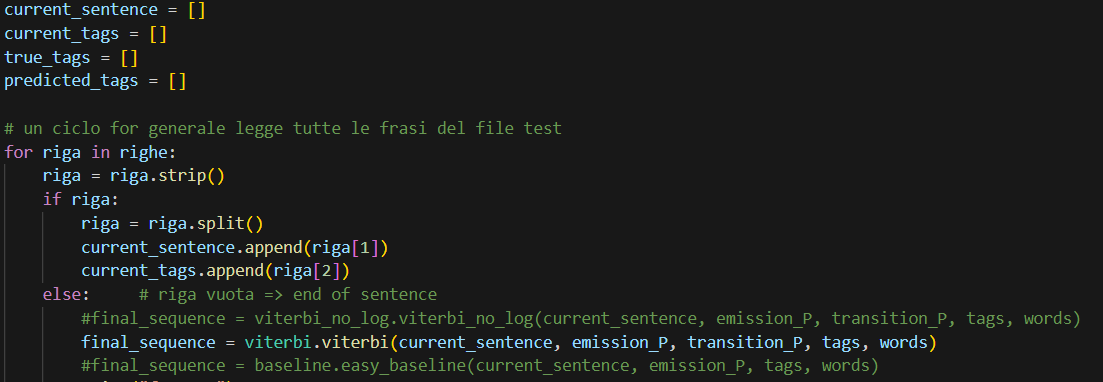 current_sentence = []
current_tags = []
true_tags = []
predicted_tags = []
# un ciclo for generale legge tutte le frasi del file test
for riga in righe:
    riga = riga.strip()
    if riga:
        riga = riga.split()
        current_sentence.append(riga[1])
        current_tags.append(riga[2])
    else:     # riga vuota => end of sentence
        #final_sequence = viterbi_no_log.viterbi_no_log(current_sentence, emission_P, transition_P, tags, words)
        final_sequence = viterbi.viterbi(current_sentence, emission_P, transition_P, tags, words)
        #final_sequence = baseline.easy_baseline(current_sentence, emission_P, tags, words)